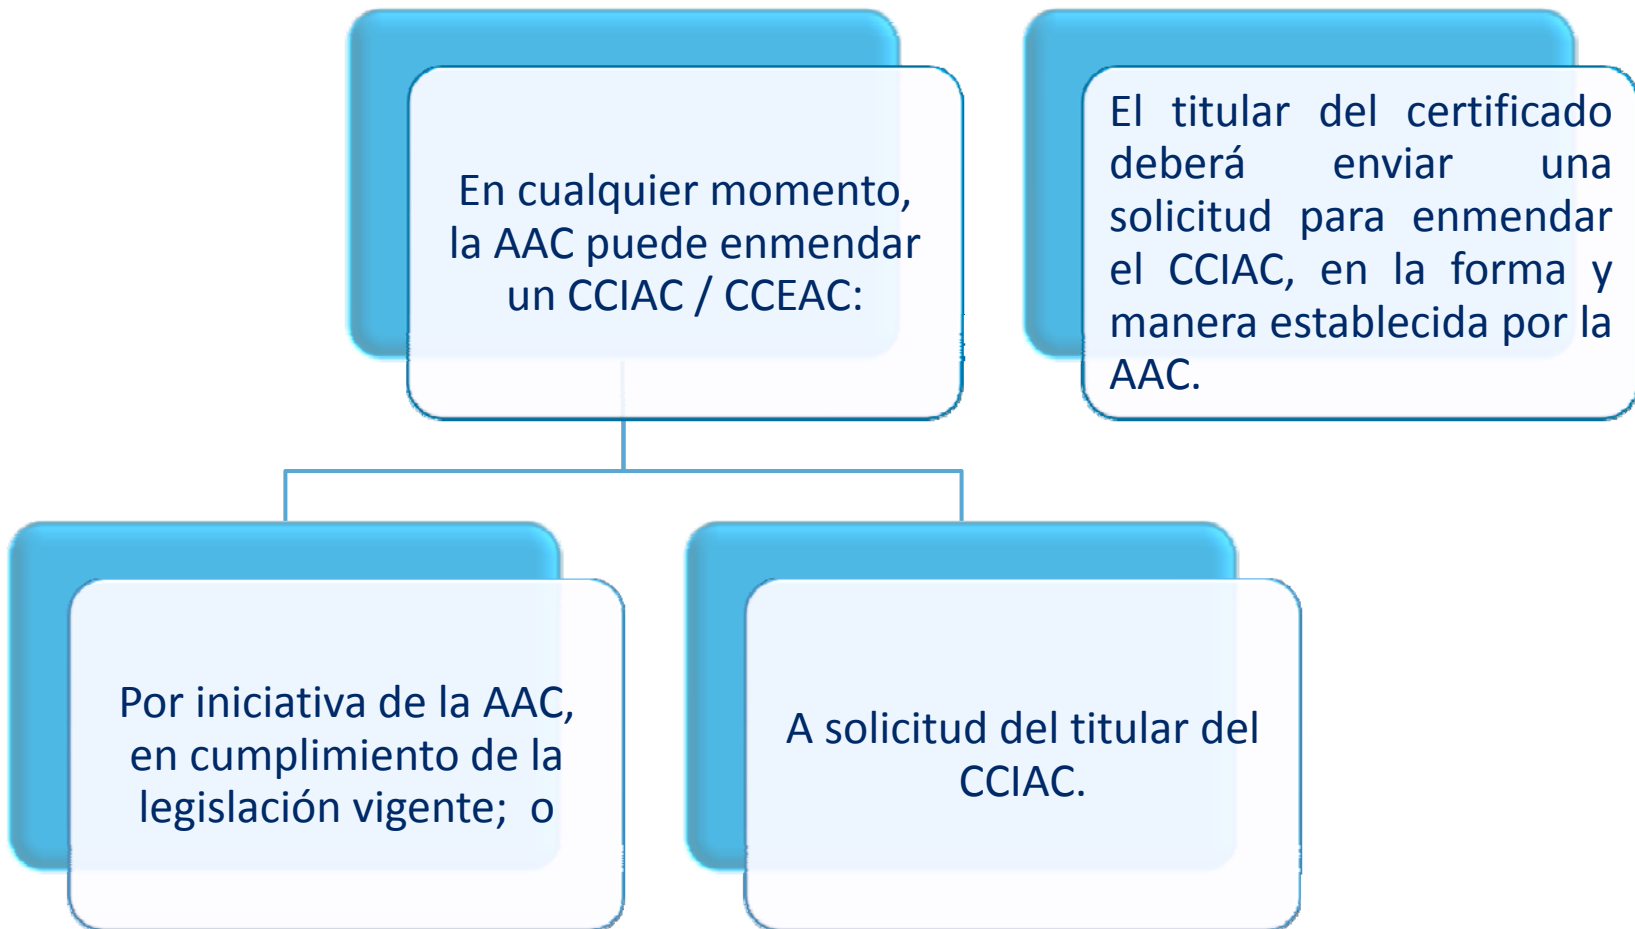 En cualquier momento,
la AAC puede enmendar
un CCIAC / CCEAC:
El titular del certificado
deberá enviar una
solicitud para enmendar
el CCIAC, en la forma y
manera establecida por la
AAC.
Por iniciativa de la AAC,
en cumplimiento de la
legislación vigente; o
A solicitud del titular del
CCIAC.